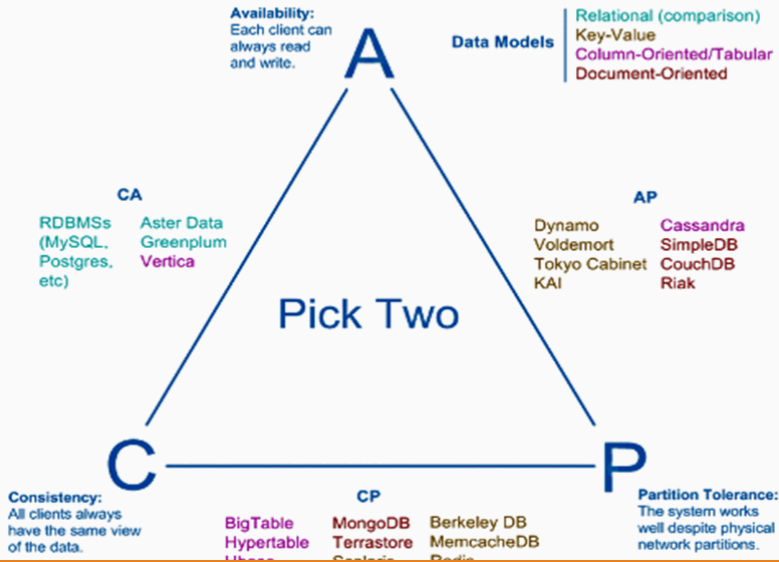 Availability:
Each client can
always read
and write.
A
Data Models
Relational (comparison)
Key-Value
Column-Oriented/Tabular
Document-Oriented
CA
RDBMSs
(MySQL,
Postgres,
etc)
Aster Data
Greenplum
Vertica
AP
Dynamo
Voldemort
Tokyo Cabinet
KAI
Cassandra
SimpleDB
CouchDB
Riak
Pick Two
C
P
Consistency:
All clients always
have the same view
of the data.
CP
BigTable
Hypertable
MongoDB
Terrastore
Berkeley DB
MemcacheDB
Partition Tolerance:
The system works
well despite physical
network partitions.